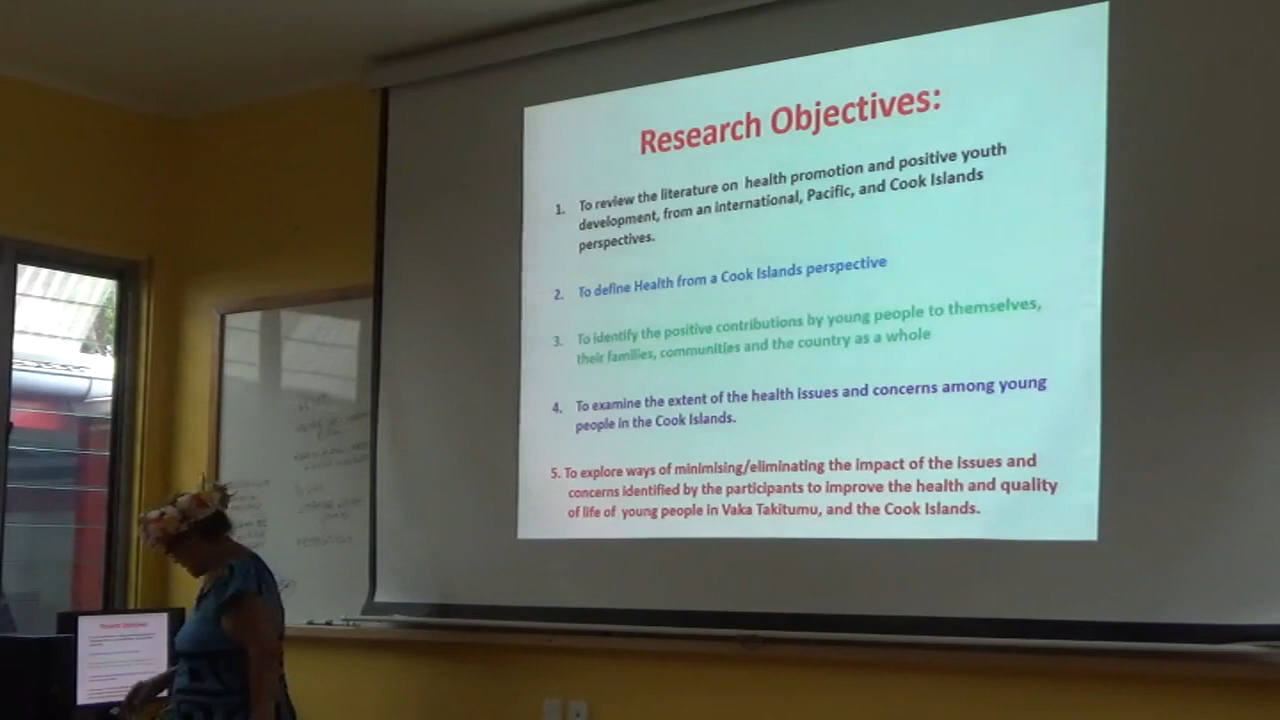 Research Objectives:
1. To review the literature on health promotion and positive youth
development, from an international, Pacific, and Cook Islands
perspectives.
2. To define Health from a Cook Islands perspective
3. To identify the positive contributions by young people to themselves,
their families, communities and the country as a whole
4. To examine the extent of the health issues and concerns among young
people in the Cook Islands.
5. To explore ways of minimising/eliminating the impact of the issues and
concerns identified by the participants to improve the health and quality
of life of young people in Vaka Takitumu, and the Cook Islands.